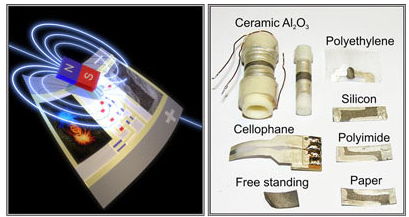 N
S
Ceramic Al₂O₃
Polyethylene
Silicon
Cellophane
Polyimide
Free standing
Paper